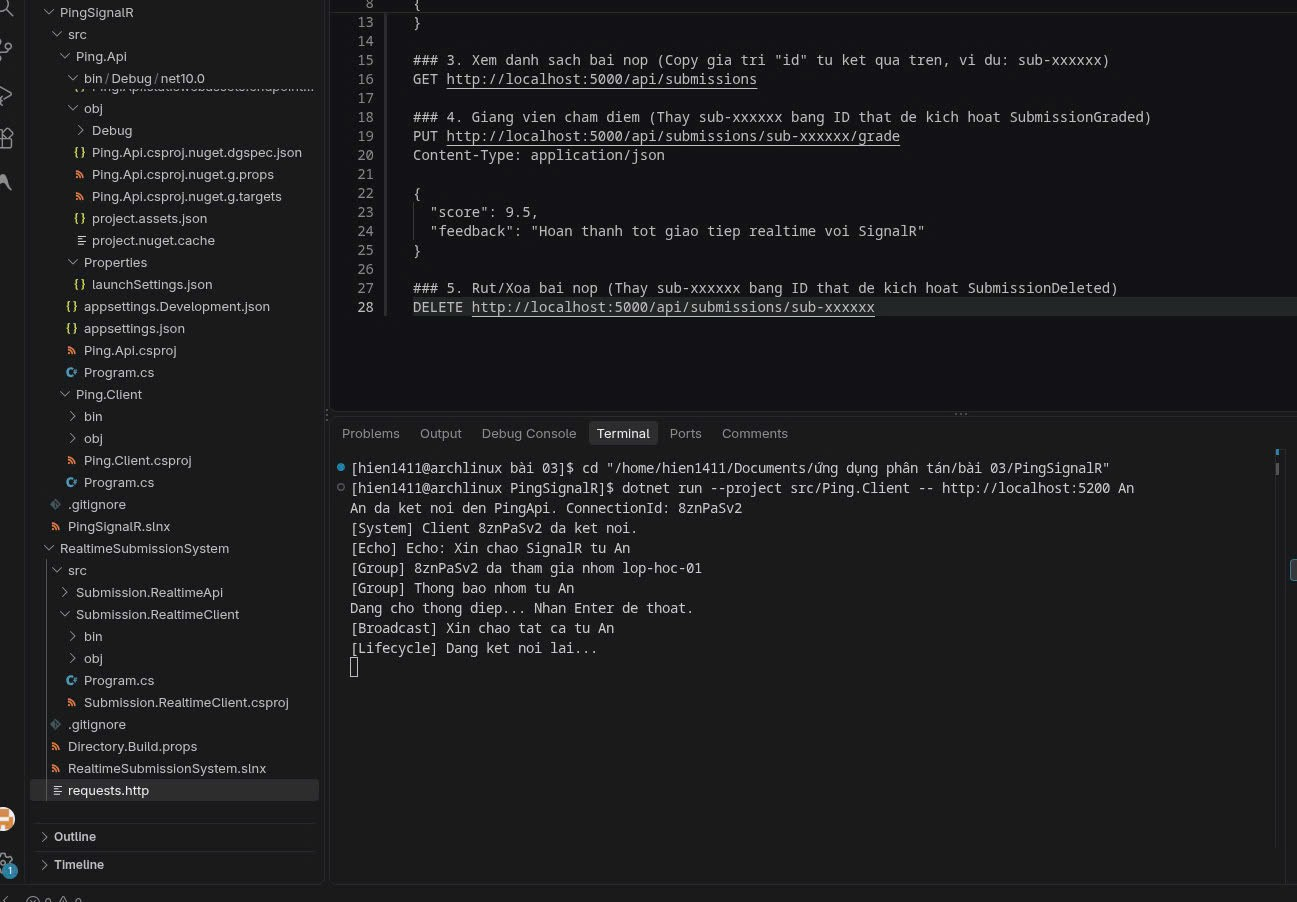 PingSignalR
src
Ping.Api
bin / Debug / net10.0
obj
Debug
Ping.Api.csproj.nuget.dgspec.json
Ping.Api.csproj.nuget.g.props
Ping.Api.csproj.nuget.g.targets
project.assets.json
project.nuget.cache
Properties
launchSettings.json
appsettings.Development.json
appsettings.json
Ping.Api.csproj
Program.cs
Ping.Client
bin
obj
Ping.Client.csproj
Program.cs
.gitignore
PingSignalR.slnx
RealtimeSubmissionSystem
src
Submission.RealtimeApi
Submission.RealtimeClient
bin
obj
Program.cs
Submission.RealtimeClient.csproj
.gitignore
Directory.Build.props
RealtimeSubmissionSystem.slnx
requests.http
Outline
Timeline
1
8 {
13 }
14
15 ### 3. Xem danh sach bai nop (Copy gia tri "id" tu ket qua tren, vi du: sub-xxxxxx)
16 GET http://localhost:5000/api/submissions
17
18 ### 4. Giang vien cham diem (Thay sub-xxxxxx bang ID that de kich hoat SubmissionGraded)
19 PUT http://localhost:5000/api/submissions/sub-xxxxxx/grade
20 Content-Type: application/json
21
22 {
23 "score": 9.5,
24 "feedback": "Hoan thanh tot giao tiep realtime voi SignalR"
25 }
26
27 ### 5. Rut/Xoa bai nop (Thay sub-xxxxxx bang ID that de kich hoat SubmissionDeleted)
28 DELETE http://localhost:5000/api/submissions/sub-xxxxxx
Problems Output Debug Console Terminal Ports Comments
[hien1411@archlinux bài 03]$ cd "/home/hien1411/Documents/ứng dụng phân tán/bài 03/PingSignalR"
[hien1411@archlinux PingSignalR]$ dotnet run --project src/Ping.Client -- http://localhost:5200 An
An da ket noi den PingApi. ConnectionId: 8znPaSv2
[System] Client 8znPaSv2 da ket noi.
[Echo] Echo: Xin chao SignalR tu An
[Group] 8znPaSv2 da tham gia nhom lop-hoc-01
[Group] Thong bao nhom tu An
Dang cho thong diep... Nhan Enter de thoat.
[Broadcast] Xin chao tat ca tu An
[Lifecycle] Dang ket noi lai...